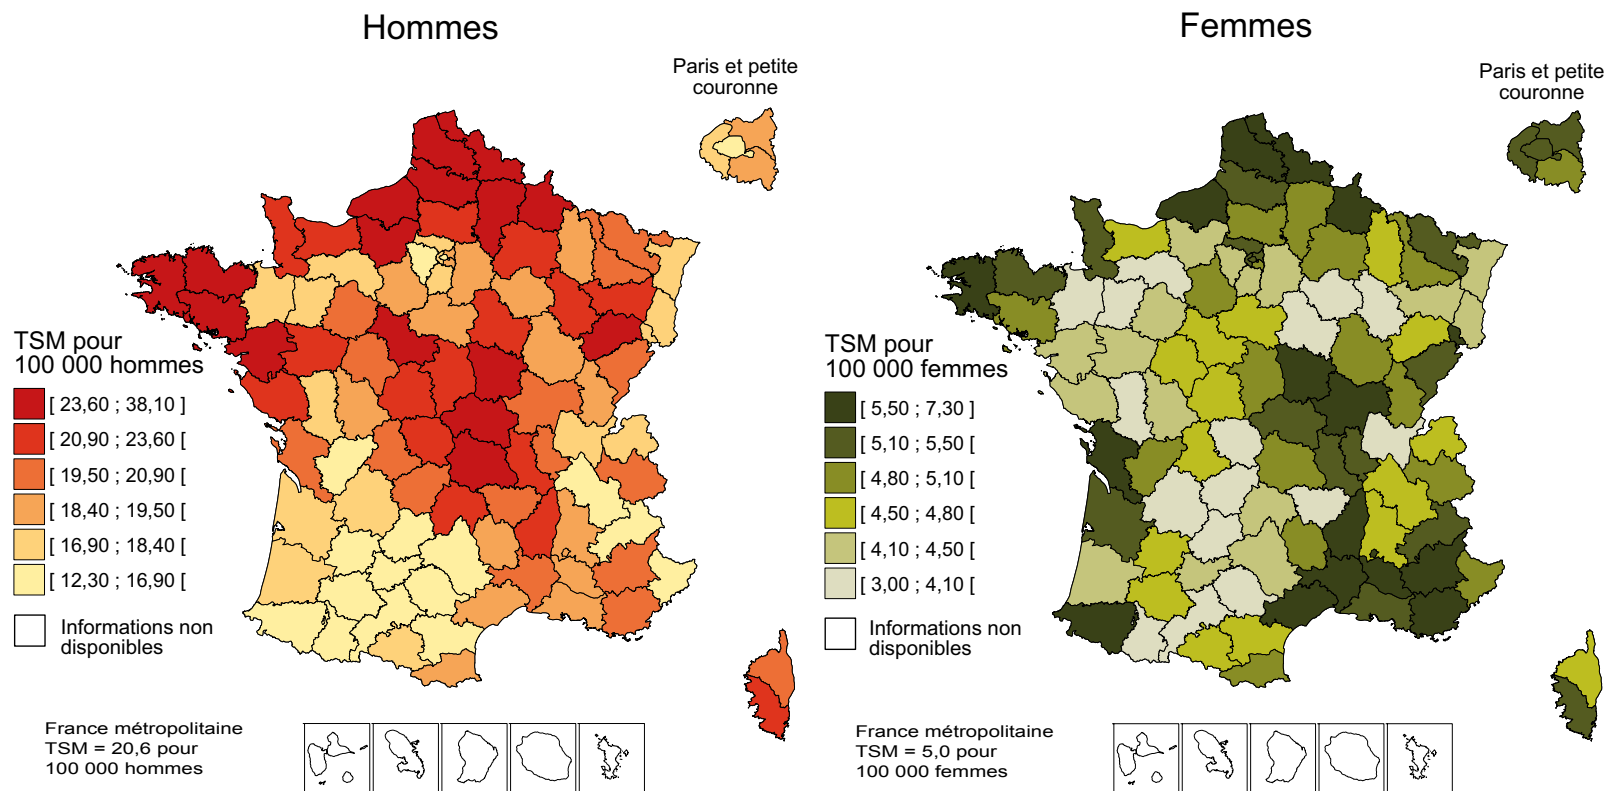 Hommes
Paris et petite
couronne
TSM pour
100 000 hommes
[ 23,60 ; 38,10 ]
[ 20,90 ; 23,60 [
[ 19,50 ; 20,90 [
[ 18,40 ; 19,50 [
[ 16,90 ; 18,40 [
[ 12,30 ; 16,90 [
Informations non
disponibles
France métropolitaine
TSM = 20,6 pour
100 000 hommes
Femmes
Paris et petite
couronne
TSM pour
100 000 femmes
[ 5,50 ; 7,30 ]
[ 5,10 ; 5,50 [
[ 4,80 ; 5,10 [
[ 4,50 ; 4,80 [
[ 4,10 ; 4,50 [
[ 3,00 ; 4,10 [
Informations non
disponibles
France métropolitaine
TSM = 5,0 pour
100 000 femmes